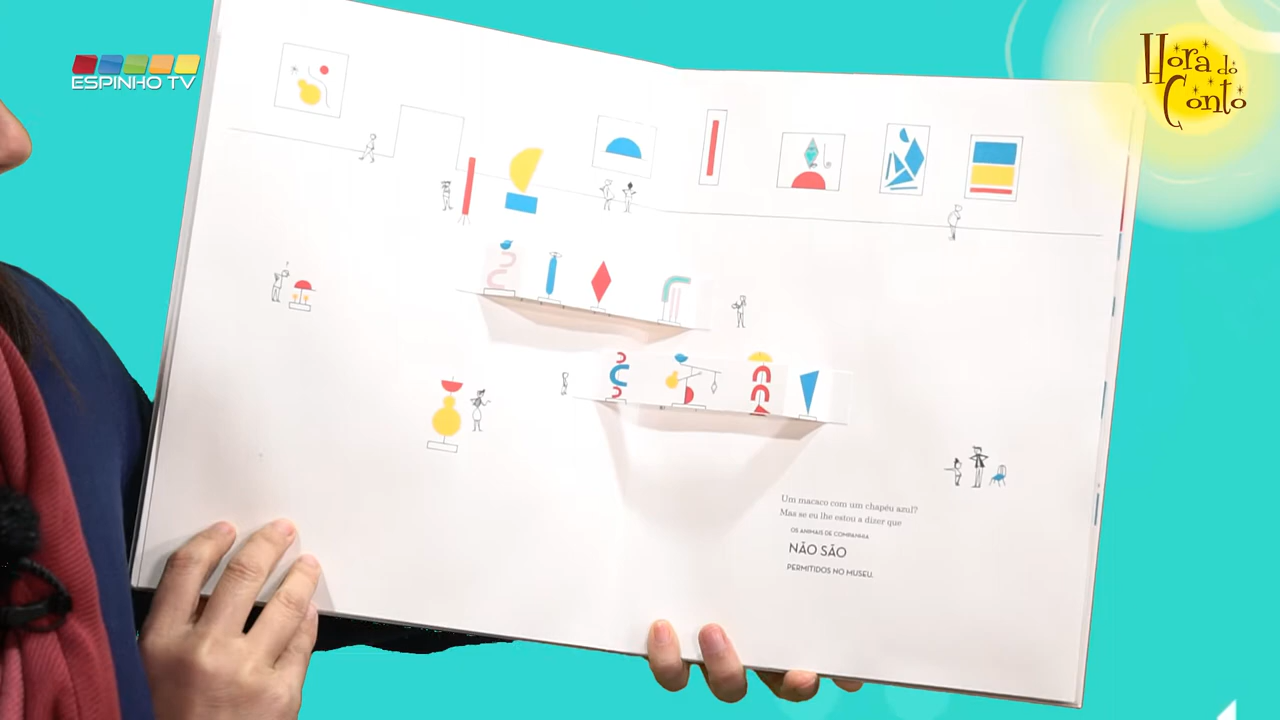 ESPINHO TV
Hora do
Conto
Um macaco com um chapéu azul?
Mas se eu lhe estou a dizer que
OS ANIMAIS DE COMPANHIA
NÃO SÃO
PERMITIDOS NO MUSEU.